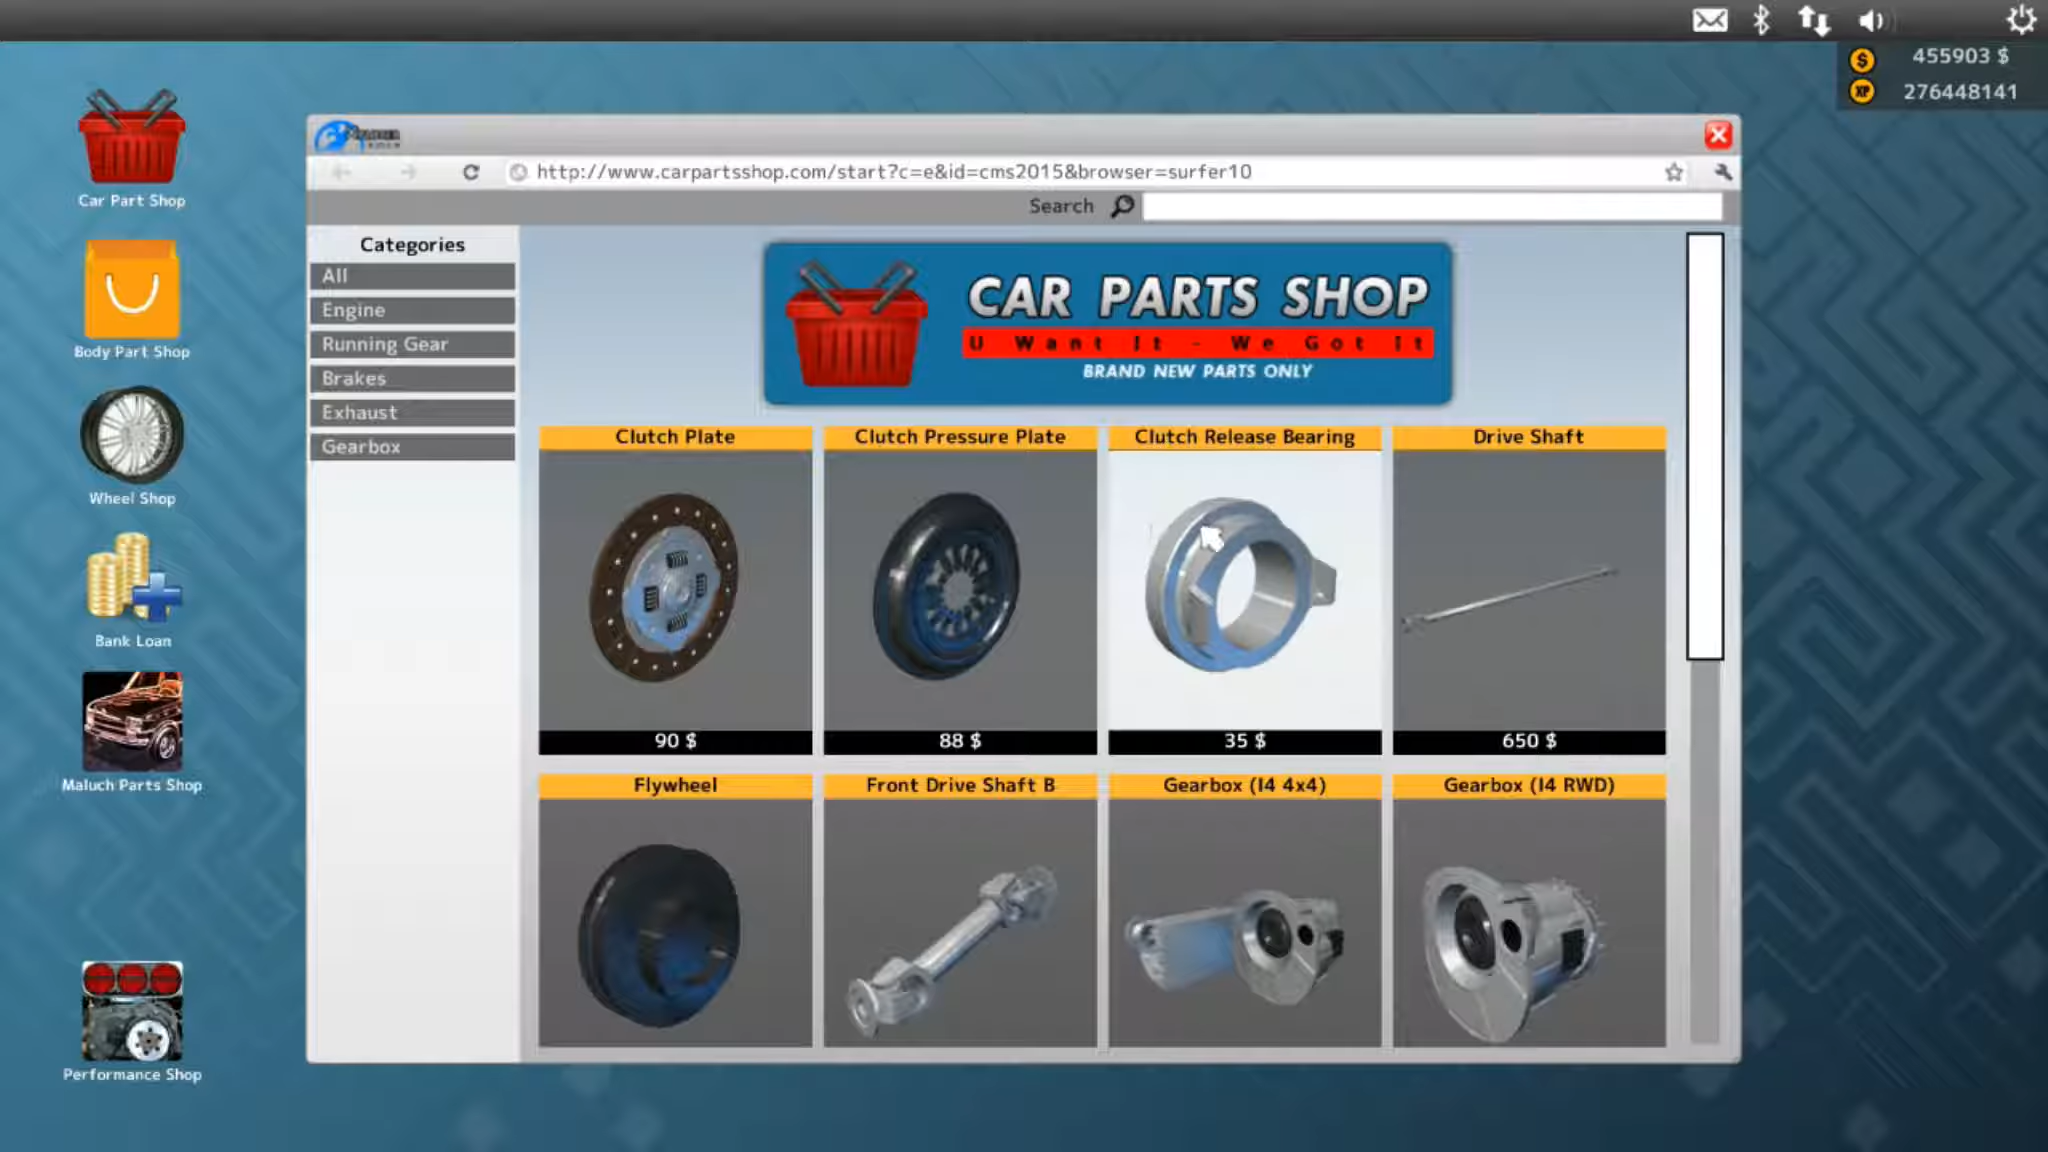 455903 $
XP 276448141
http://www.carpartsshop.com/start?c=e&id=cms2015&browse=surfer10
Search
Categories
All
Engine
Running Gear
Brakes
Exhaust
Gearbox
CAR PARTS SHOP
U Want It - We Got it
BRAND NEW PARTS ONLY
Clutch Plate
Clutch Pressure Plate
Clutch Release Bearing
Drive Shaft
90 $
88 $
35 $
650 $
Flywheel
Front Drive Shaft B
Gearbox (I4 4x4)
Gearbox (I4 RWD)
Car Part Shop
Body Part Shop
Wheel Shop
Bank Loan
Maluch Parts Shop
Performance Shop